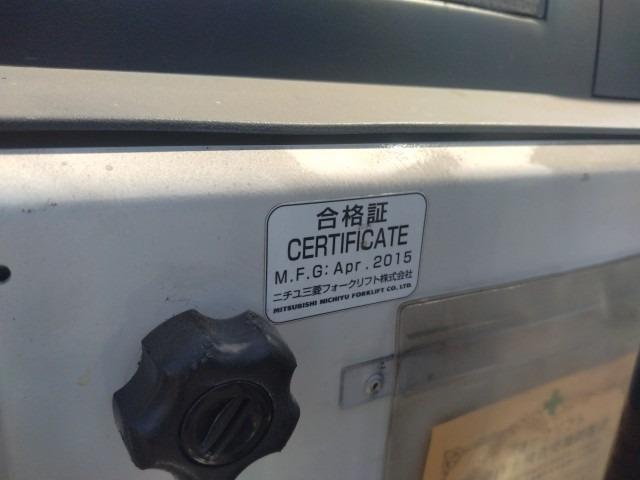 合格証
CERTIFICATE
M.F.G: Apr. 2015
ニチユ三菱フォークリフト株式会社
MITSUBISHI NICHIYU FORKLIFT CO., LTD.